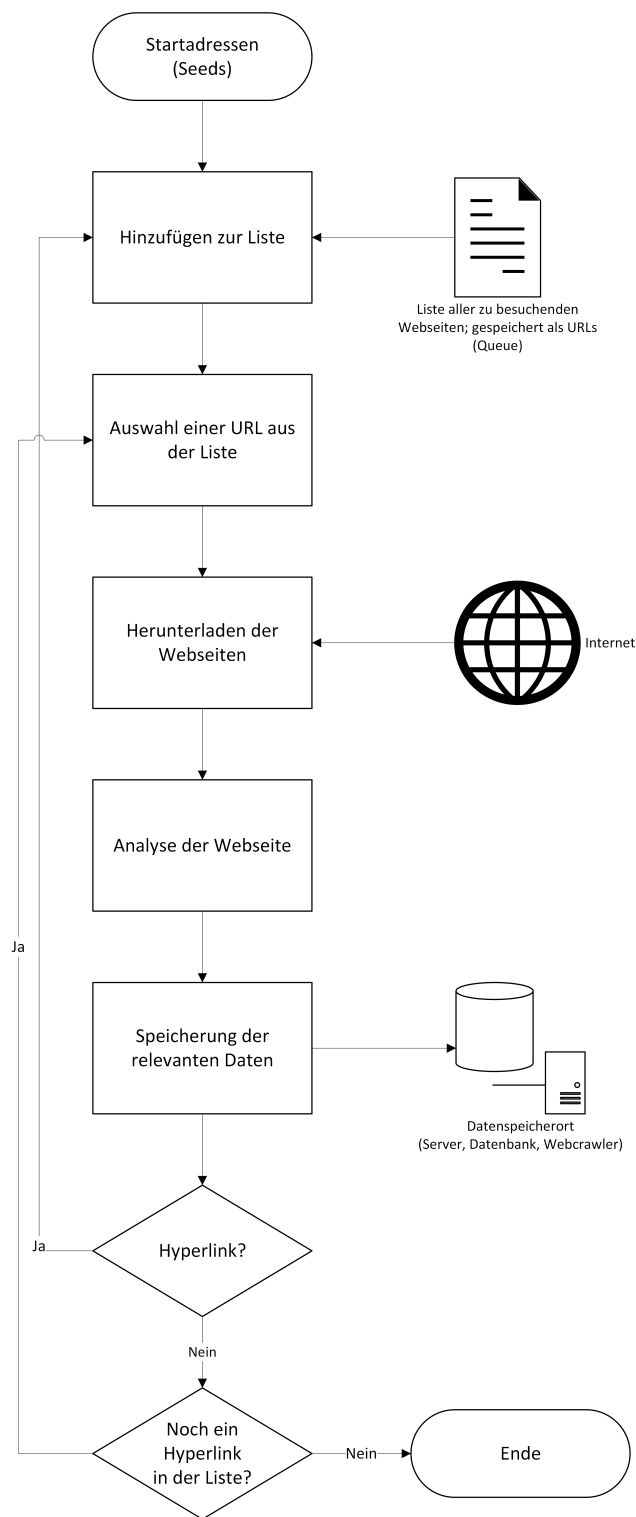 Startadressen
(Seeds)
Hinzufügen zur Liste
Liste aller zu besuchenden
Webseiten; gespeichert als URLs
(Queue)
Auswahl einer URL aus
der Liste
Herunterladen der
Webseiten
Internet
Analyse der Webseite
Ja
Speicherung der
relevanten Daten
Datenspeicherort
(Server, Datenbank, Webcrawler)
Ja
Hyperlink?
Nein
Noch ein
Hyperlink
in der Liste?
Nein
Ende